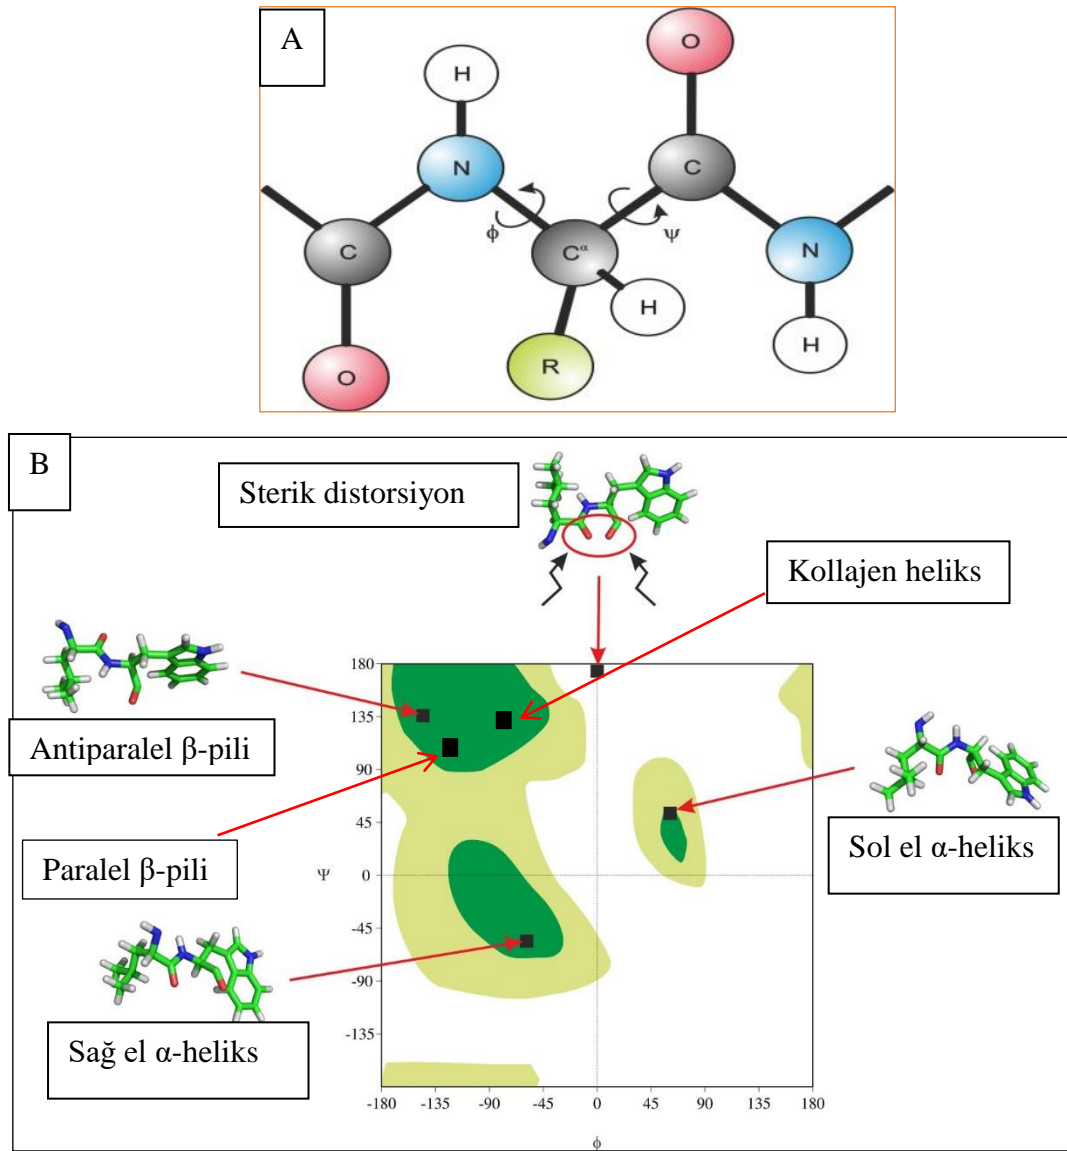 A
O
H
N
C
ϕ
ψ
C
Cα
N
H
R
O
H
B
Sterik distorsiyon
Kollajen heliks
Antiparalel β-pili
Paralel β-pili
Sol el α-heliks
Sağ el α-heliks
180
135
90
45
0
-45
-90
-135
Ψ
-180 -135 -90 -45 0 45 90 135 180
ϕ